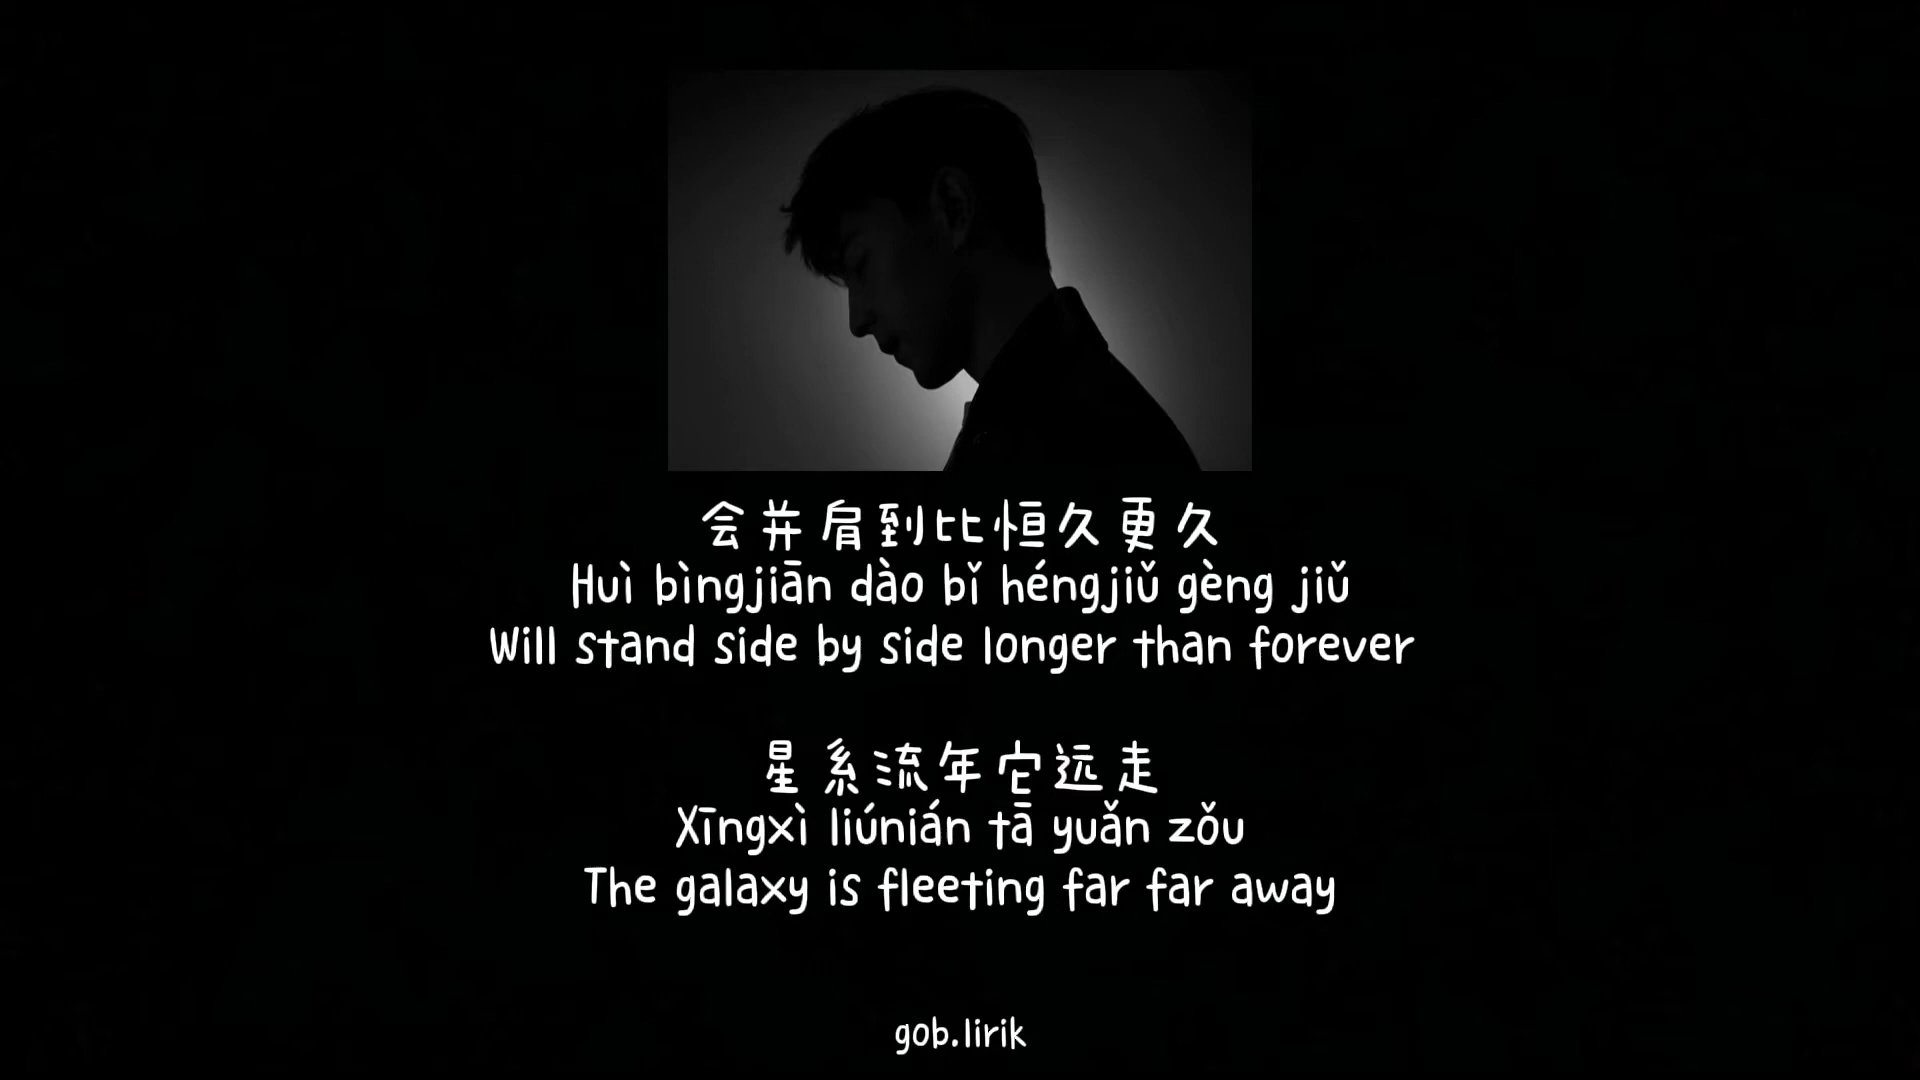 会并肩到比恒久更久
Huì bìngjiān dào bǐ héngjiǔ gèng jiǔ
Will stand side by side longer than forever
星系流年它远走
Xīngxì liúnián tā yuǎn zǒu
The galaxy is fleeting far far away
gob.lirik